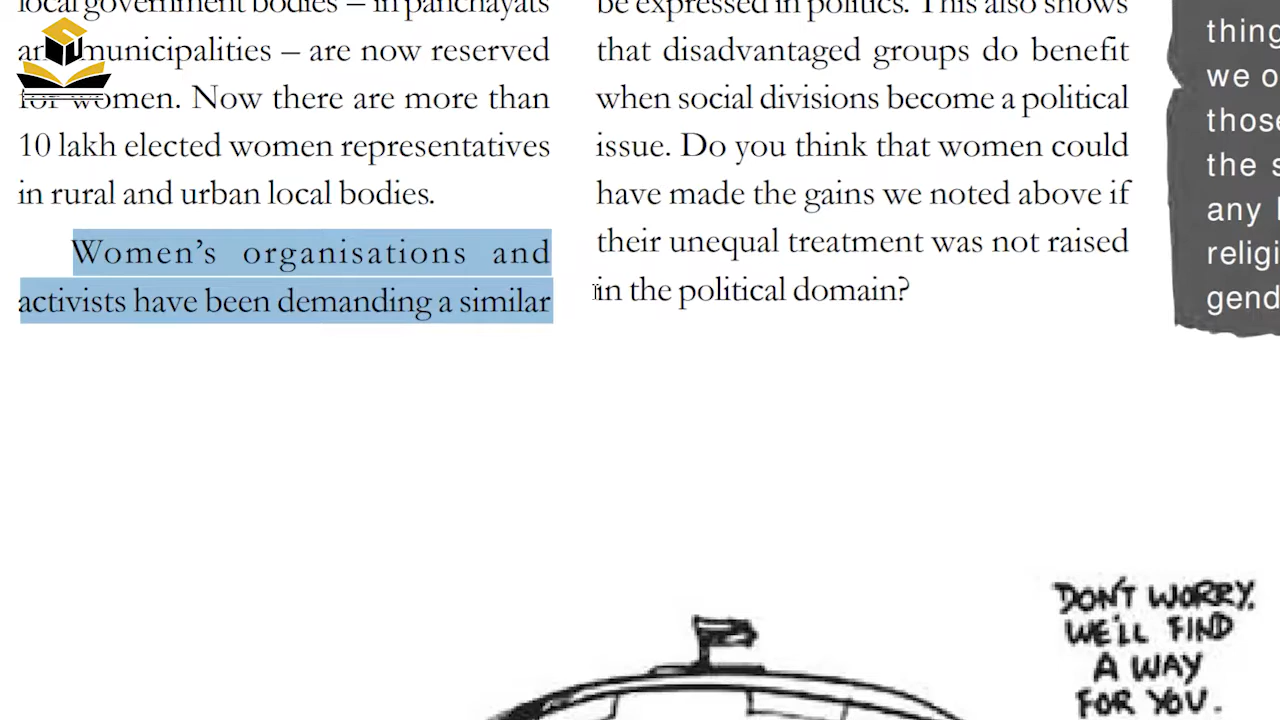 local government bodies – in panchayats
and municipalities – are now reserved
for women. Now there are more than
10 lakh elected women representatives
in rural and urban local bodies.
Women's organisations and
activists have been demanding a similar
be expressed in politics. This also shows
that disadvantaged groups do benefit
when social divisions become a political
issue. Do you think that women could
have made the gains we noted above if
their unequal treatment was not raised
in the political domain?
thing
we o
those
the s
any
religi
gend
DON'T WORRY.
WE'LL FIND
A WAY
FOR YOU.